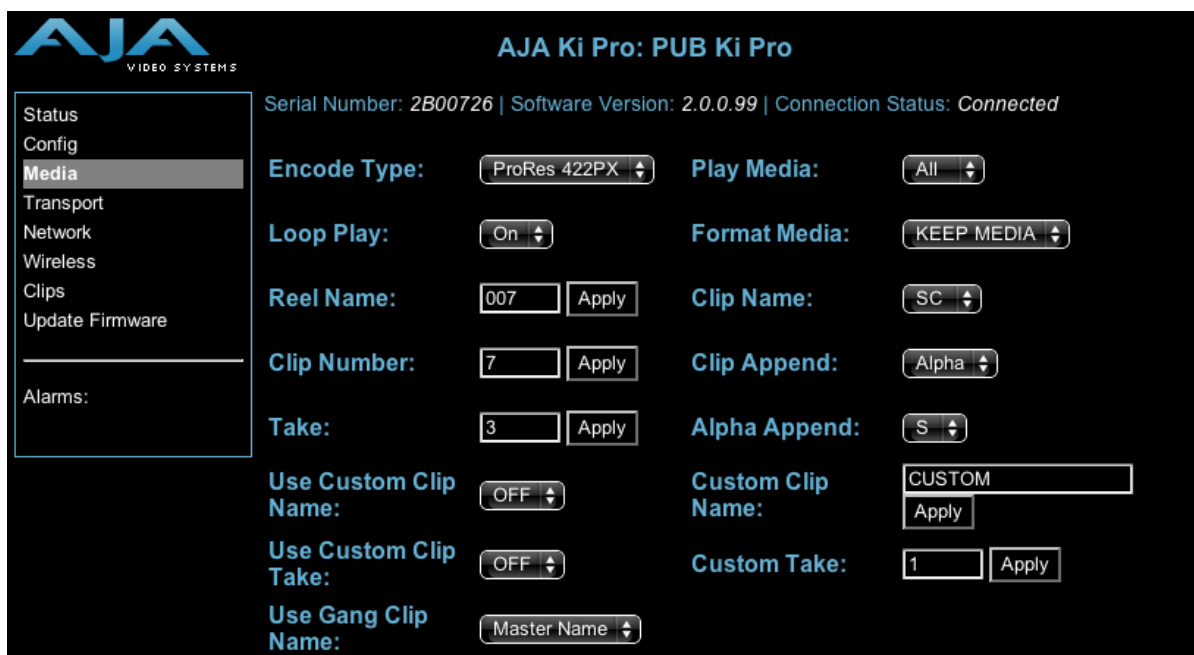 AJA
VIDEO SYSTEMS
AJA Ki Pro: PUB Ki Pro
Serial Number: 2B00726 | Software Version: 2.0.0.99 | Connection Status: Connected
Status
Config
Media
Transport
Network
Wireless
Clips
Update Firmware
Alarms:
Encode Type: ProRes 422PX Play Media: All
Loop Play: On Format Media: KEEP MEDIA
Reel Name: 007 Apply Clip Name: SC
Clip Number: 7 Apply Clip Append: Alpha
Take: 3 Apply Alpha Append: S
Use Custom Clip
Name: OFF
Custom Clip
Name: CUSTOM
Apply
Use Custom Clip
Take: OFF
Custom Take: 1 Apply
Use Gang Clip
Name: Master Name